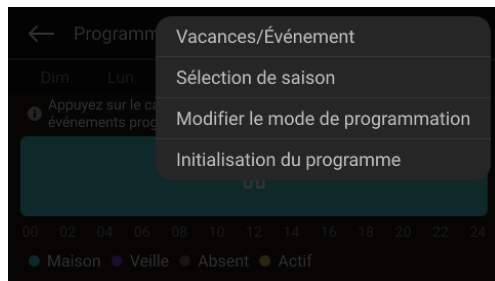 ← Programm
Vacances/Événement
Dim. Lun.
Sélection de saison
Appuyez sur le ca
événements prog
Modifier le mode de programmation
Initialisation du programme
00 02 04 06 08 10 12 14 16 18 20 22 24
Maison Veille Absent Actif